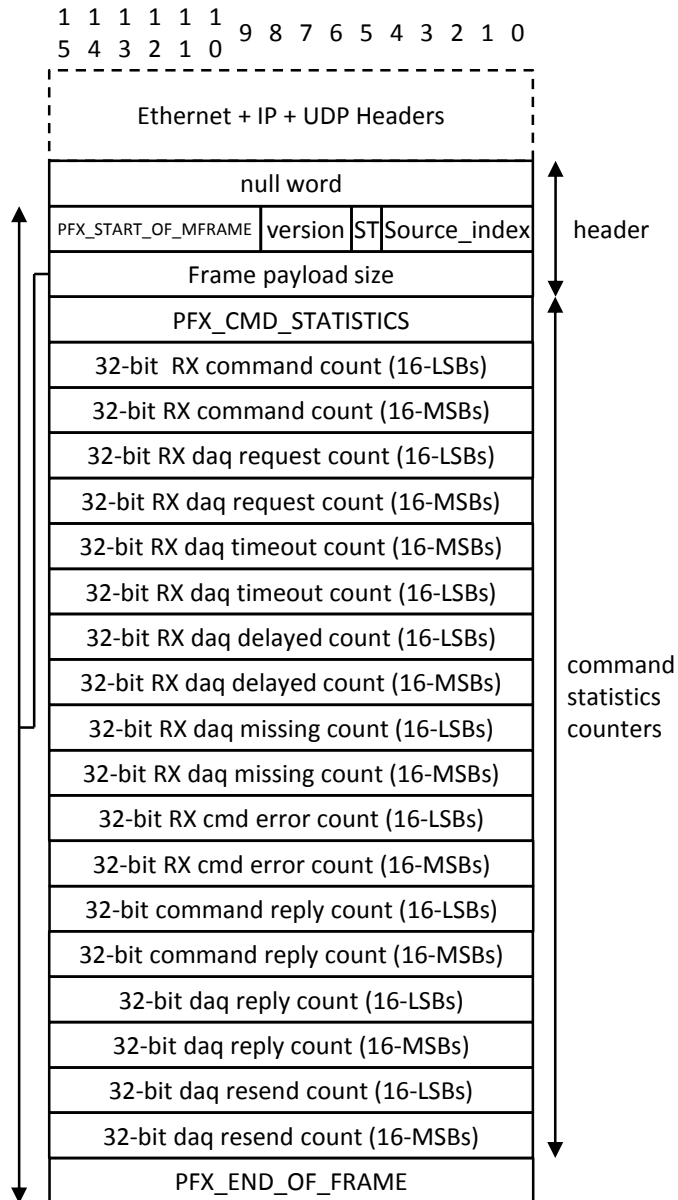 1 1 1 1 1 1 9 8 7 6 5 4 3 2 1 0
5 4 3 2 1 0
Ethernet + IP + UDP Headers
null word
PFX_START_OF_MFRAME version ST Source_index header
Frame payload size
PFX_CMD_STATISTICS
32-bit RX command count (16-LSBs)
32-bit RX command count (16-MSBs)
32-bit RX daq request count (16-LSBs)
32-bit RX daq request count (16-MSBs)
32-bit RX daq timeout count (16-MSBs)
32-bit RX daq timeout count (16-LSBs)
32-bit RX daq delayed count (16-LSBs)
32-bit RX daq delayed count (16-MSBs)
command
statistics
counters
32-bit RX daq missing count (16-LSBs)
32-bit RX daq missing count (16-MSBs)
32-bit RX cmd error count (16-LSBs)
32-bit RX cmd error count (16-MSBs)
32-bit command reply count (16-LSBs)
32-bit command reply count (16-MSBs)
32-bit daq reply count (16-LSBs)
32-bit daq reply count (16-MSBs)
32-bit daq resend count (16-LSBs)
32-bit daq resend count (16-MSBs)
PFX_END_OF_FRAME